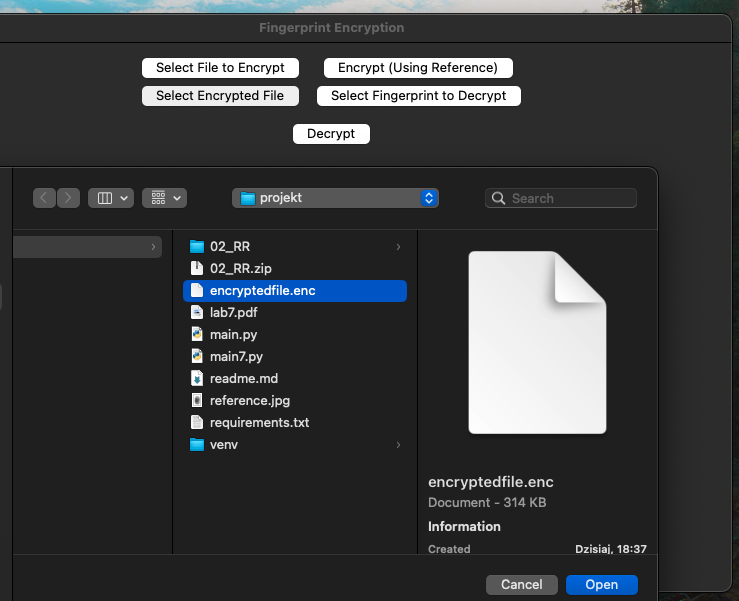 Fingerprint Encryption
Select File to Encrypt
Encrypt (Using Reference)
Select Encrypted File
Select Fingerprint to Decrypt
Decrypt
projekt
Search
02_RR
02_RR.zip
encryptedfile.enc
lab7.pdf
main.py
main7.py
readme.md
reference.jpg
requirements.txt
venv
encryptedfile.enc
Document - 314 KB
Information
Created Dzisiaj, 18:37
Cancel
Open